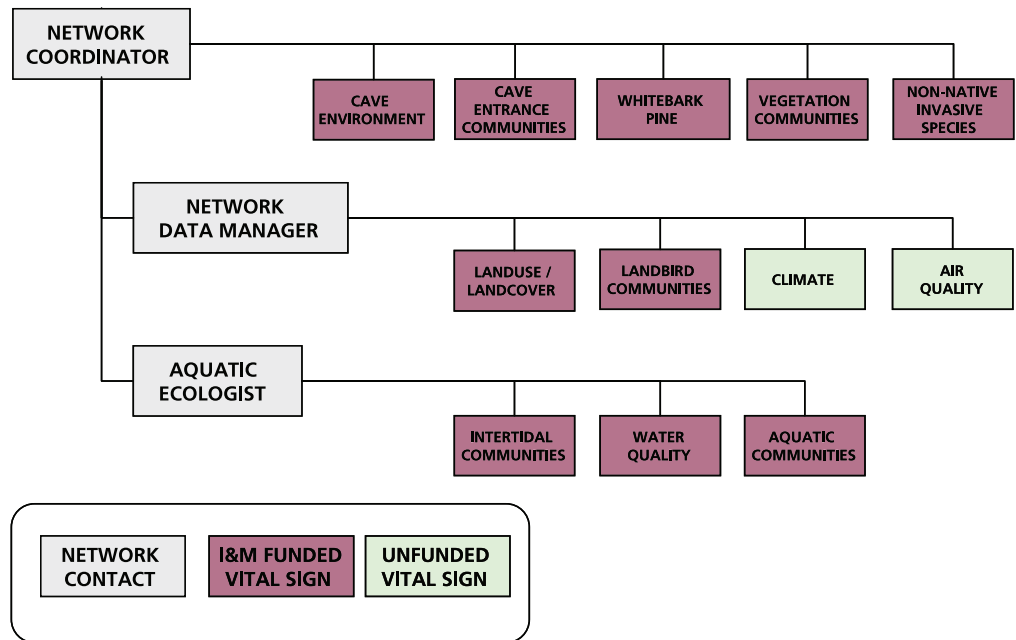 NETWORK
COORDINATOR
CAVE
ENVIRONMENT
CAVE
ENTRANCE
COMMUNITIES
WHITEBARK
PINE
VEGETATION
COMMUNITIES
NON-NATIVE
INVASIVE
SPECIES
NETWORK
DATA MANAGER
LANDUSE /
LANDCOVER
LANDBIRD
COMMUNITIES
CLIMATE
AIR
QUALITY
AQUATIC
ECOLOGIST
INTERTIDAL
COMMUNITIES
WATER
QUALITY
AQUATIC
COMMUNITIES
NETWORK
CONTACT
I&M FUNDED
VITAL SIGN
UNFUNDED
VITAL SIGN